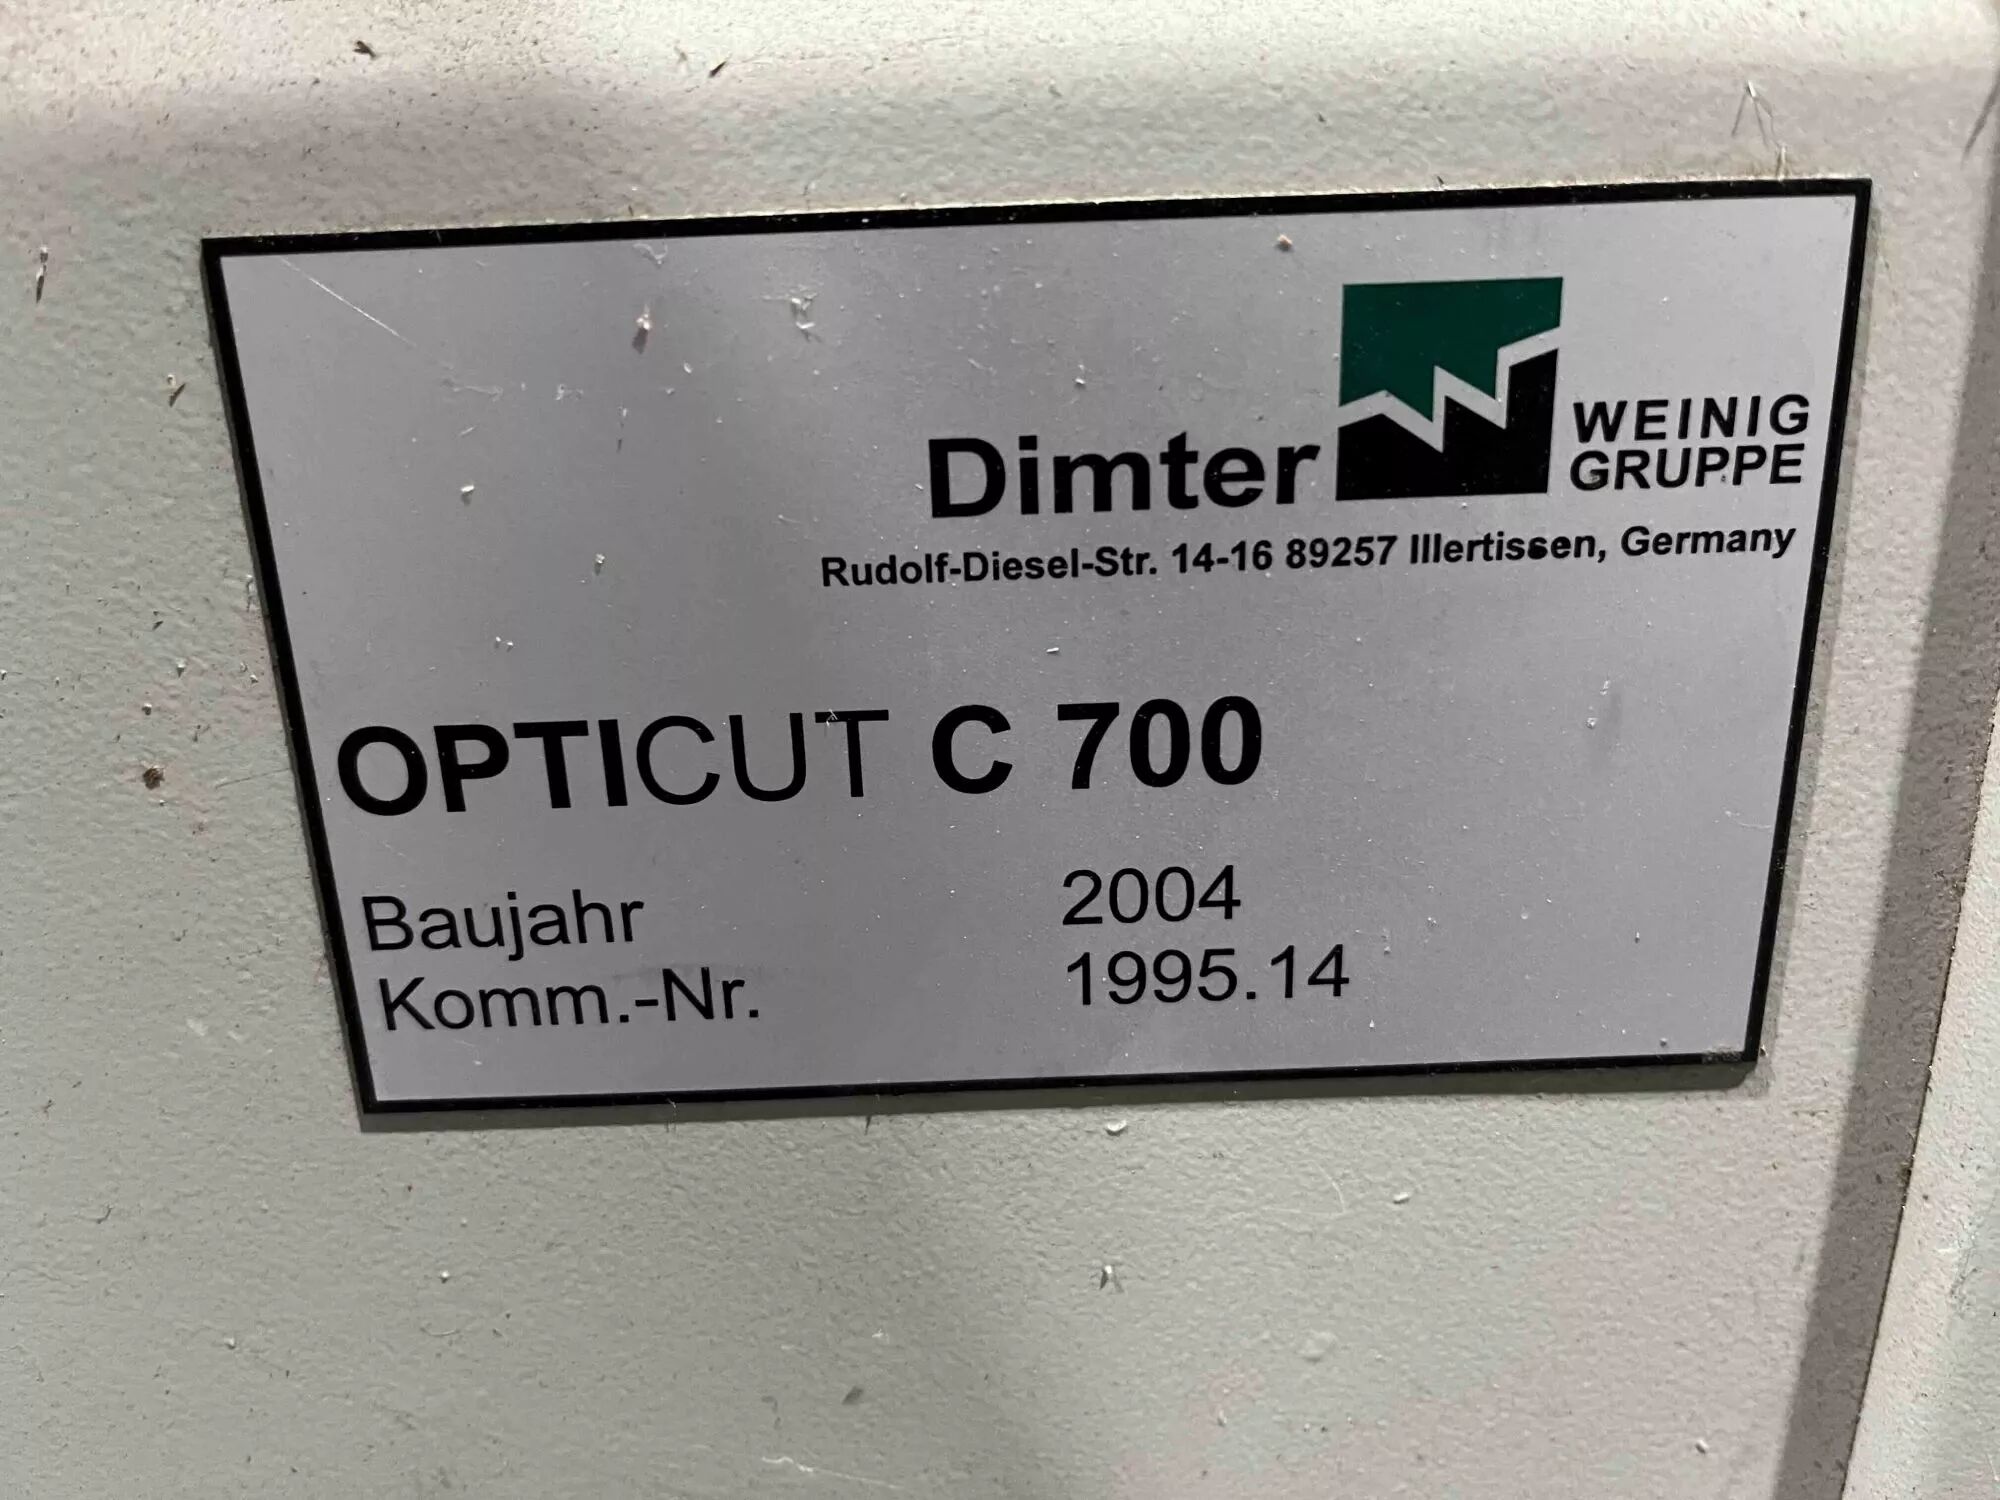 Dimter WEINIG
GRUPPE
Rudolf-Diesel-Str. 14-16 89257 Illertissen, Germany
OPTICUT C 700
Baujahr 2004
Komm.-Nr. 1995.14